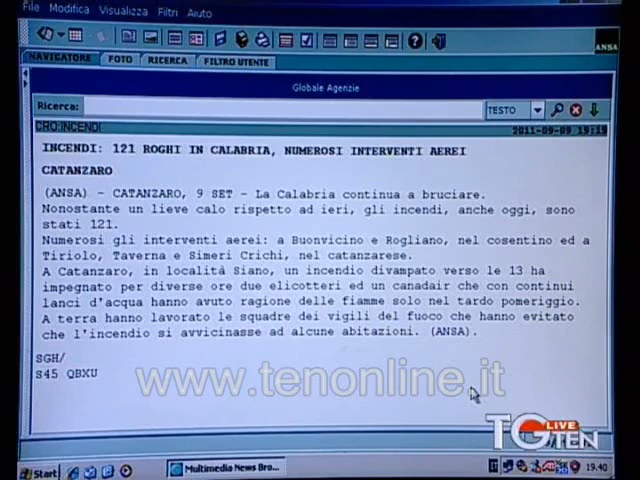 File Modifica Visualizza Filtri Aiuto
ANSA
NAVIGATORE FOTO RICERCA FILTRO UTENTE
Globale Agenzie
Ricerca: TESTO
CRO:INCENDI 2011-09-09 19:19
INCENDI: 121 ROGHI IN CALABRIA, NUMEROSI INTERVENTI AEREI
CATANZARO
(ANSA) - CATANZARO, 9 SET - La Calabria continua a bruciare.
Nonostante un lieve calo rispetto ad ieri, gli incendi, anche oggi, sono
stati 121.
Numerosi gli interventi aerei: a Buonvicino e Rogliano, nel cosentino ed a
Tiriolo, Taverna e Simeri Crichi, nel catanzarese.
A Catanzaro, in località Siano, un incendio divampato verso le 13 ha
impegnato per diverse ore due elicotteri ed un canadair che con continui
lanci d'acqua hanno avuto ragione delle fiamme solo nel tardo pomeriggio.
A terra hanno lavorato le squadre dei vigili del fuoco che hanno evitato
che l'incendio si avvicinasse ad alcune abitazioni. (ANSA).
SGH/
S45 QBXU
www.tenonline.it
TG LIVE TEN
Start Multimedia News Bro... 19.40